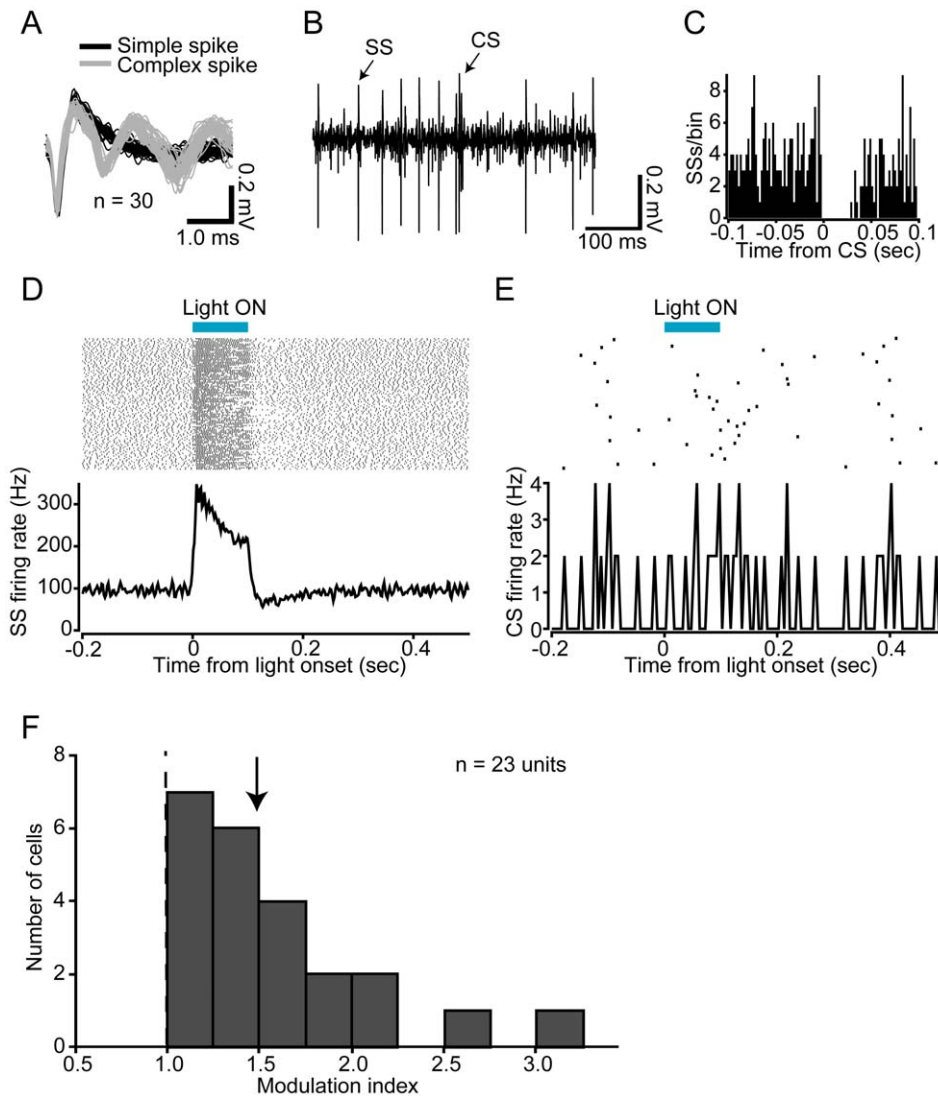 A
Simple spike
Complex spike
n = 30
0.2 mV
1.0 ms
B
SS
CS
0.2 mV
100 ms
C
SSs/bin
8
6
4
2
0
-0.1
-0.05
0
0.05
0.1
Time from CS (sec)
D
Light ON
SS firing rate (Hz)
300
200
100
0
-0.2
0
0.2
0.4
Time from light onset (sec)
E
Light ON
CS firing rate (Hz)
4
3
2
1
0
-0.2
0
0.2
0.4
Time from light onset (sec)
F
n = 23 units
Number of cells
8
6
4
2
0
0.5
1.0
1.5
2.0
2.5
3.0
Modulation index